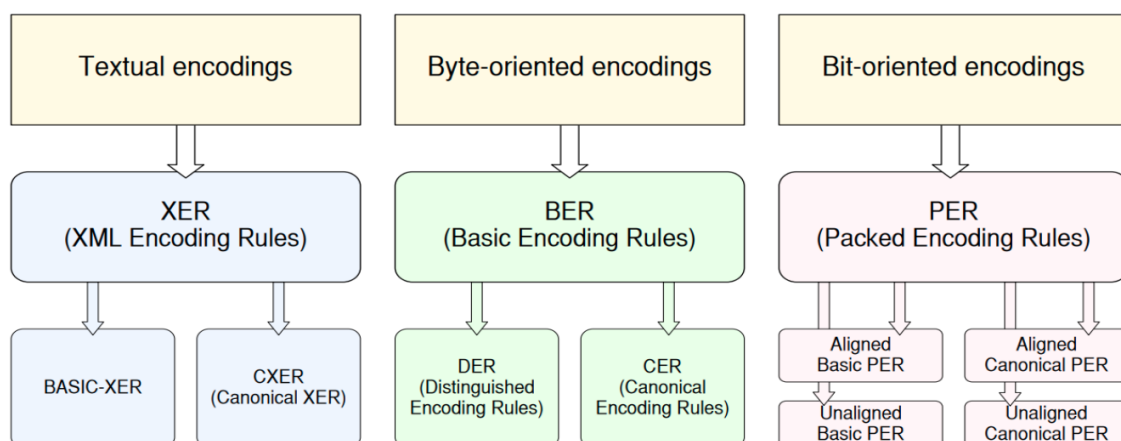 Textual encodings
Byte-oriented encodings
Bit-oriented encodings
XER
(XML Encoding Rules)
BER
(Basic Encoding Rules)
PER
(Packed Encoding Rules)
BASIC-XER
CXER
(Canonical XER)
DER
(Distinguished
Encoding Rules)
CER
(Canonical
Encoding Rules)
Aligned
Basic PER
Aligned
Canonical PER
Unaligned
Basic PER
Unaligned
Canonical PER